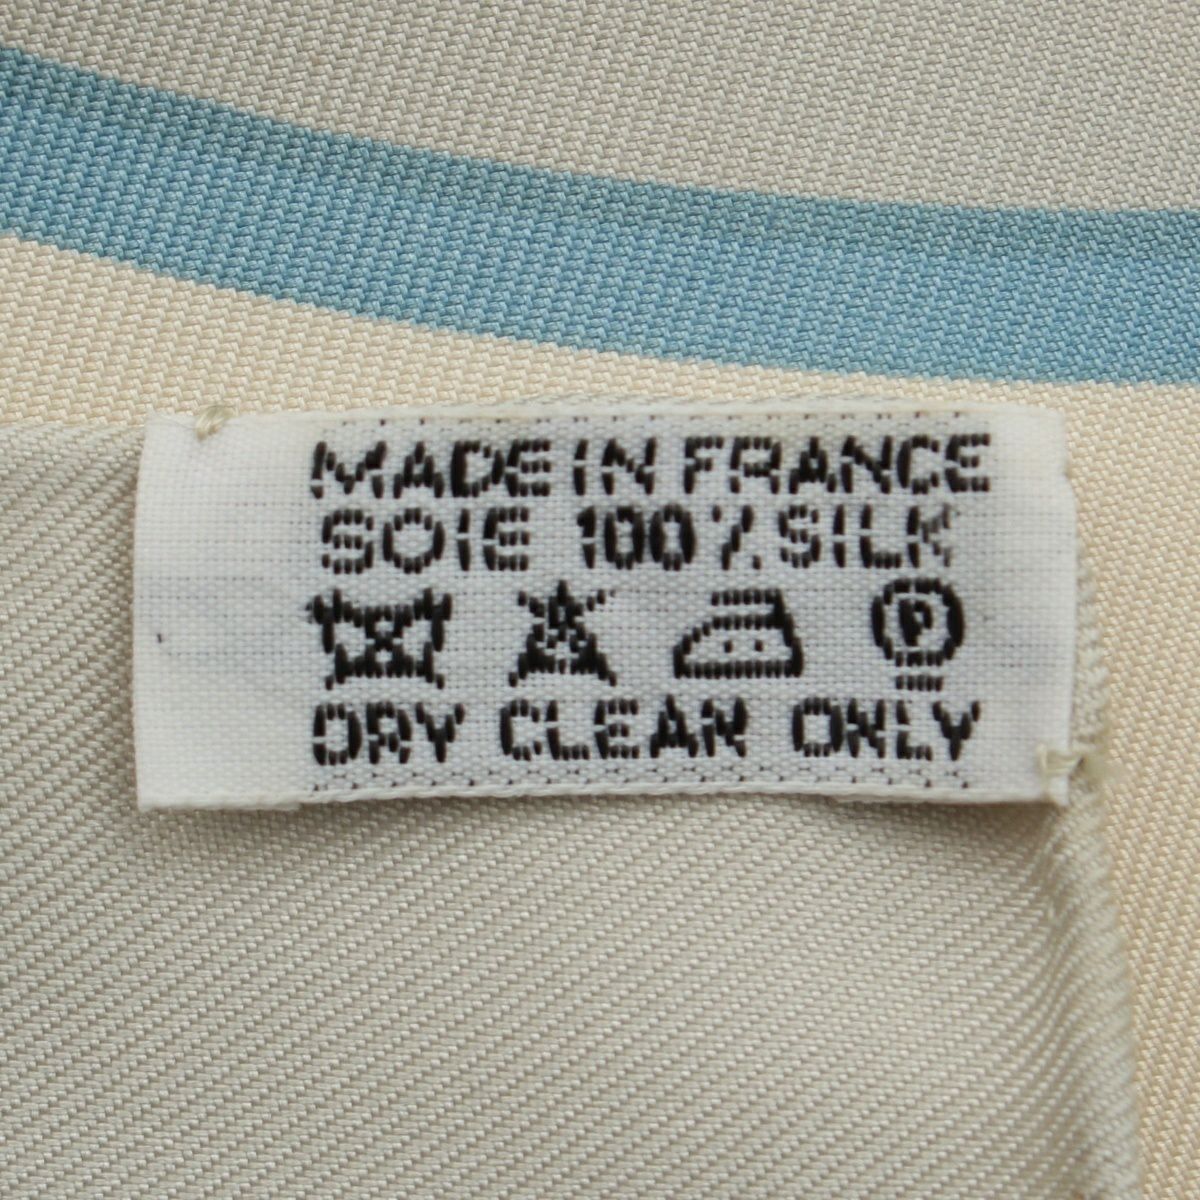 MADE IN FRANCE
SOIE 100% SILK
P
DRY CLEAN ONLY